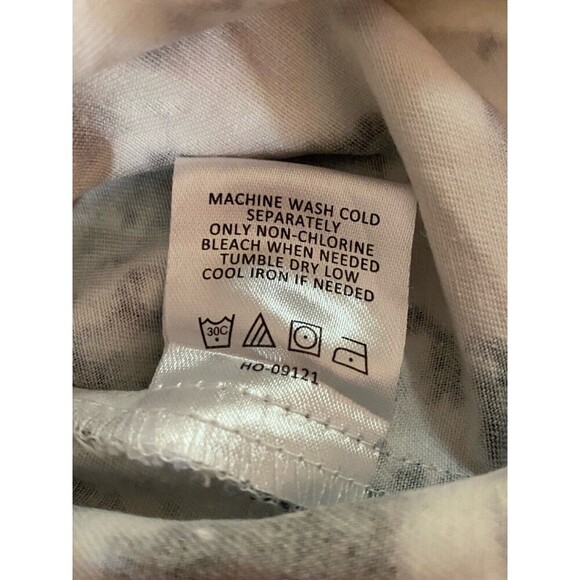 MACHINE WASH COLD
SEPARATELY
ONLY NON-CHLORINE
BLEACH WHEN NEEDED
TUMBLE DRY LOW
COOL IRON IF NEEDED
30C
HO-09121